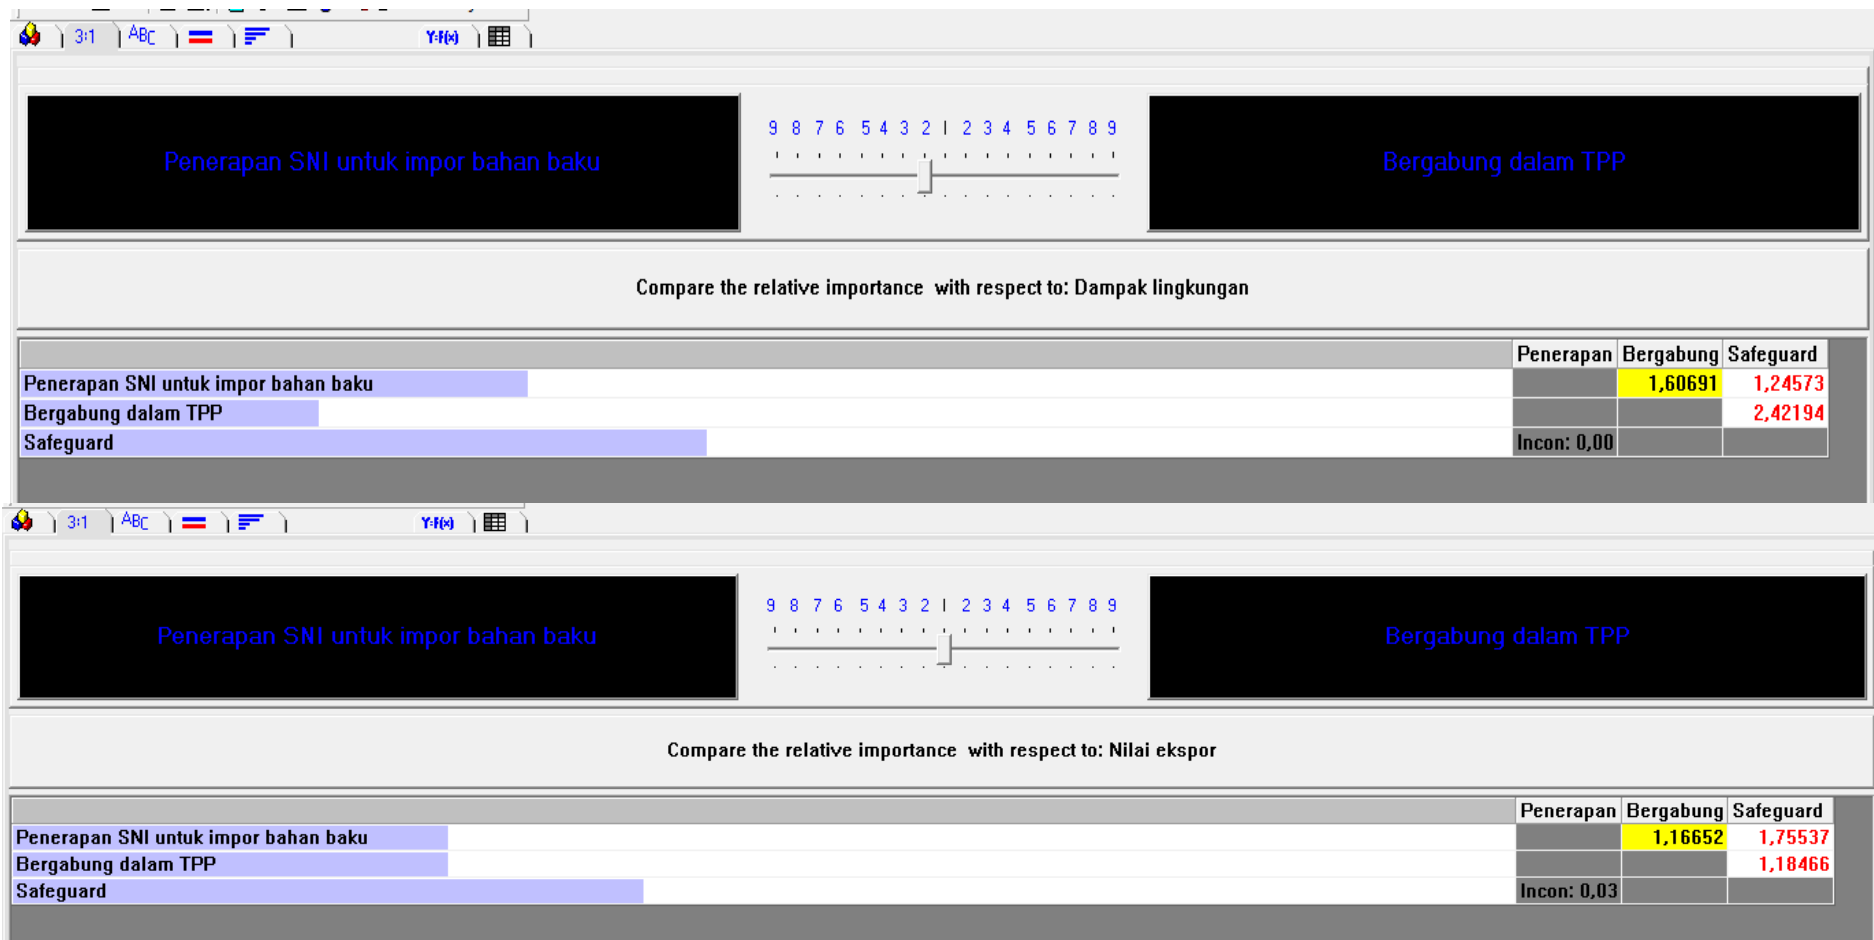 3:1 ABC Y=F(x)
9 8 7 6 5 4 3 2 1 2 3 4 5 6 7 8 9
Penerapan SNI untuk impor bahan baku
Bergabung dalam TPP
Compare the relative importance with respect to: Dampak lingkungan
Penerapan Bergabung Safeguard
Penerapan SNI untuk impor bahan baku 1,60691 1,24573
Bergabung dalam TPP 2,42194
Safeguard Incon: 0,00
3:1 ABC Y=F(x)
9 8 7 6 5 4 3 2 1 2 3 4 5 6 7 8 9
Penerapan SNI untuk impor bahan baku
Bergabung dalam TPP
Compare the relative importance with respect to: Nilai ekspor
Penerapan Bergabung Safeguard
Penerapan SNI untuk impor bahan baku 1,16652 1,75537
Bergabung dalam TPP 1,18466
Safeguard Incon: 0,03